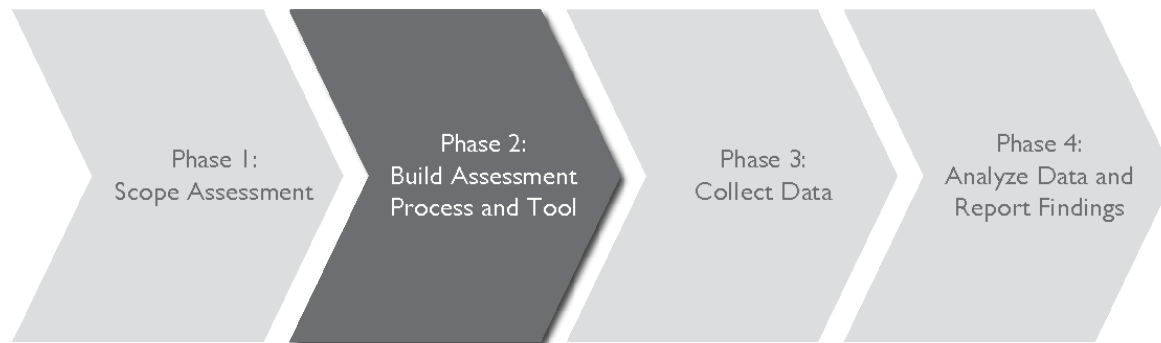 Phase 1:
Scope Assessment
Phase 2:
Build Assessment
Process and Tool
Phase 3:
Collect Data
Phase 4:
Analyze Data and
Report Findings